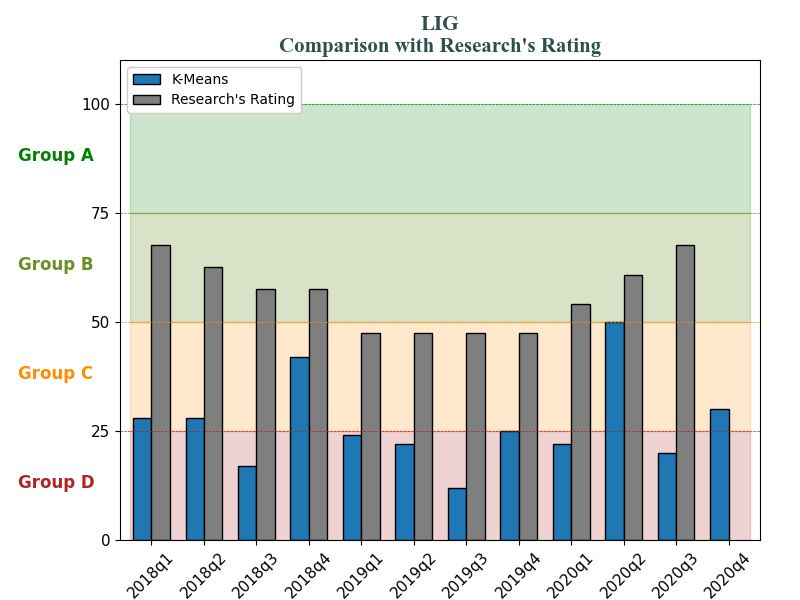 LIG
Comparison with Research's Rating
K-Means
Research's Rating
100
Group A
75
Group B
50
Group C
25
Group D
0
2018q1
2018q2
2018q3
2018q4
2019q1
2019q2
2019q3
2019q4
2020q1
2020q2
2020q3
2020q4